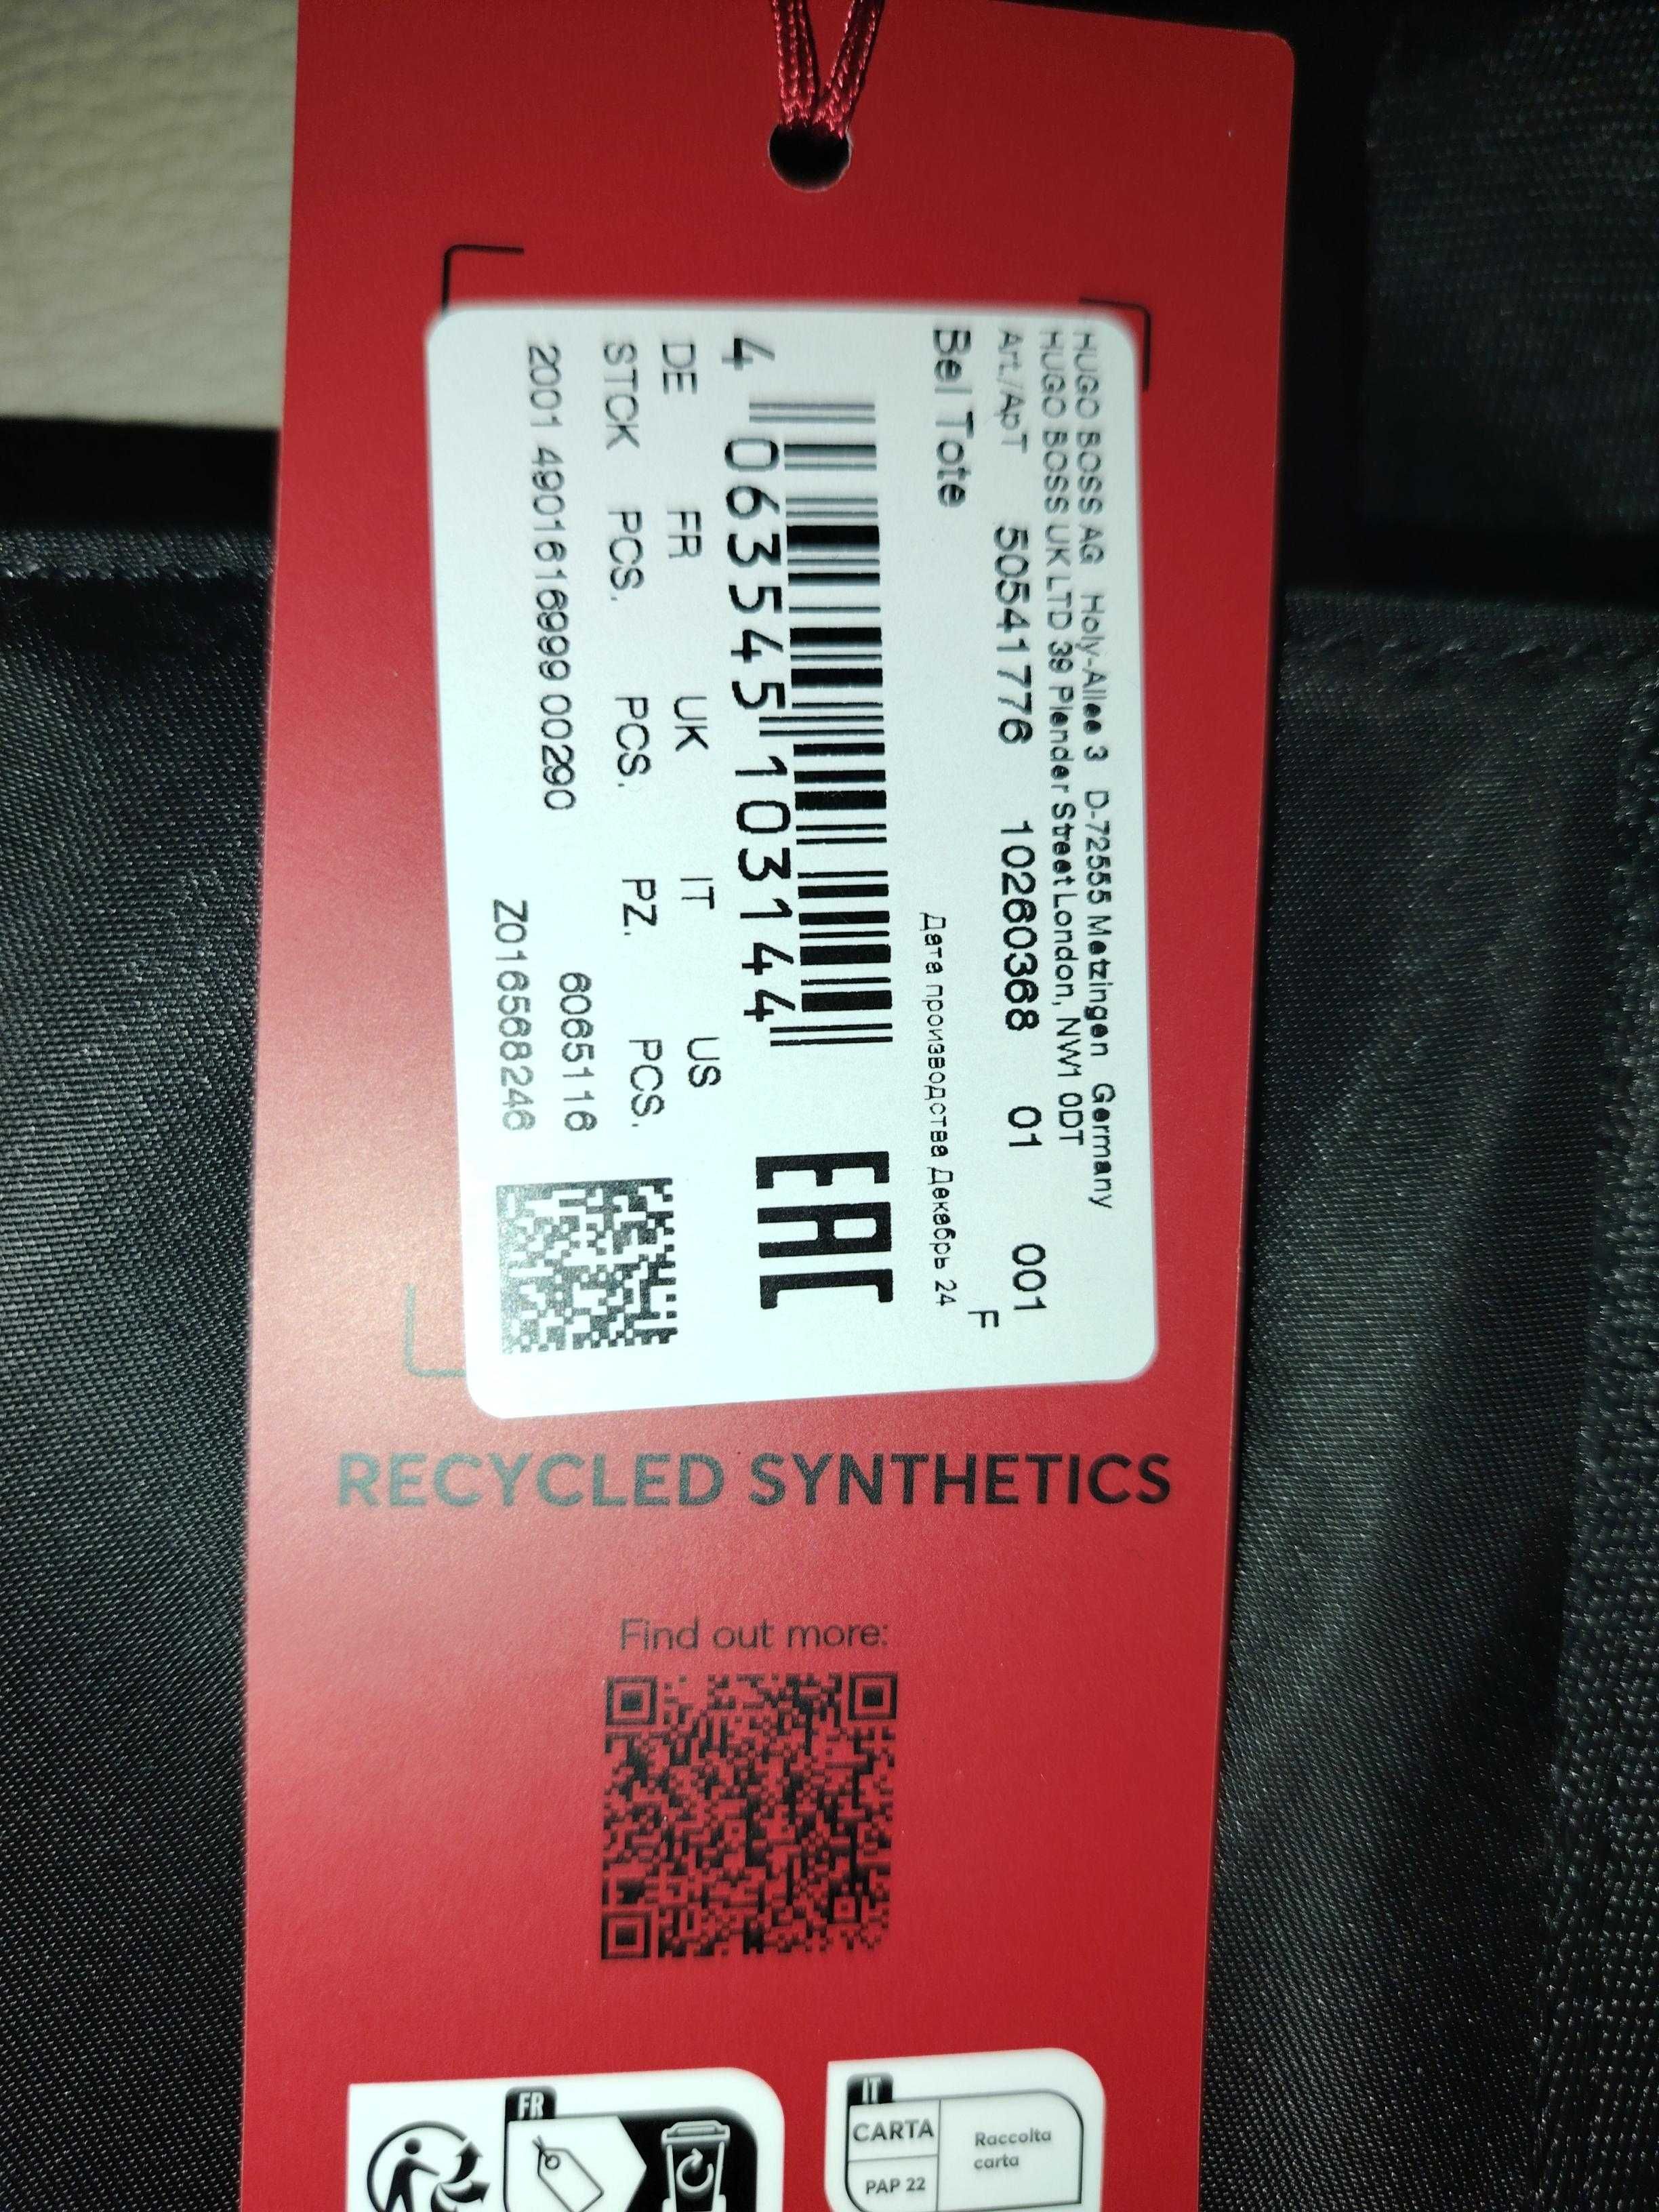 HUGO BOSS AG Holy-Allee 3 D-72555 Metzingen Germany
HUGO BOSS UK LTD 39 Plender Street London, NW1 0DT
Art./АрТ 50541776 10260368 01 001
F
Bel Tote
Дата производства Декабрь 24
4 063545 103144
EAC
DE FR UK IT US
STCK PCS. PCS. PZ. PCS.
2001 4901616999 00290 6065116
Z016568246
RECYCLED SYNTHETICS
Find out more:
FR
IT
CARTA
PAP 22
Raccolta
carta